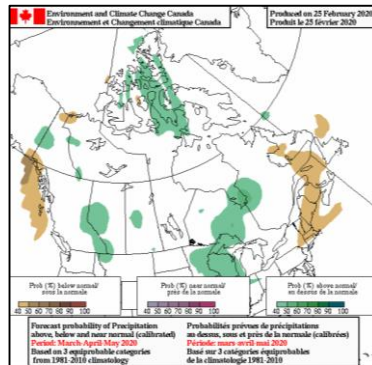 Environment and Climate Change Canada
Environnement et Changement climatique Canada
Produced on 25 February 2020
Produit le 25 février 2020
Prob (%) below normal/
sous la normale
40 50 60 70 80 90 100
Prob (%) near normal/
près de la normale
40 50 60 70 80 90 100
Prob (%) above normal/
au dessus de la normale
40 50 60 70 80 90 100
Forecast probability of Precipitation
above, below and near normal (calibrated)
Period: March-April-May 2020
Based on 3 equiprobable categories
from 1981-2010 climatology
Probabilités prévues de précipitations
au dessus, sous et près de la normale (calibrées)
Période: mars-avril-mai 2020
Basé sur 3 catégories équiprobables
de la climatologie 1981-2010